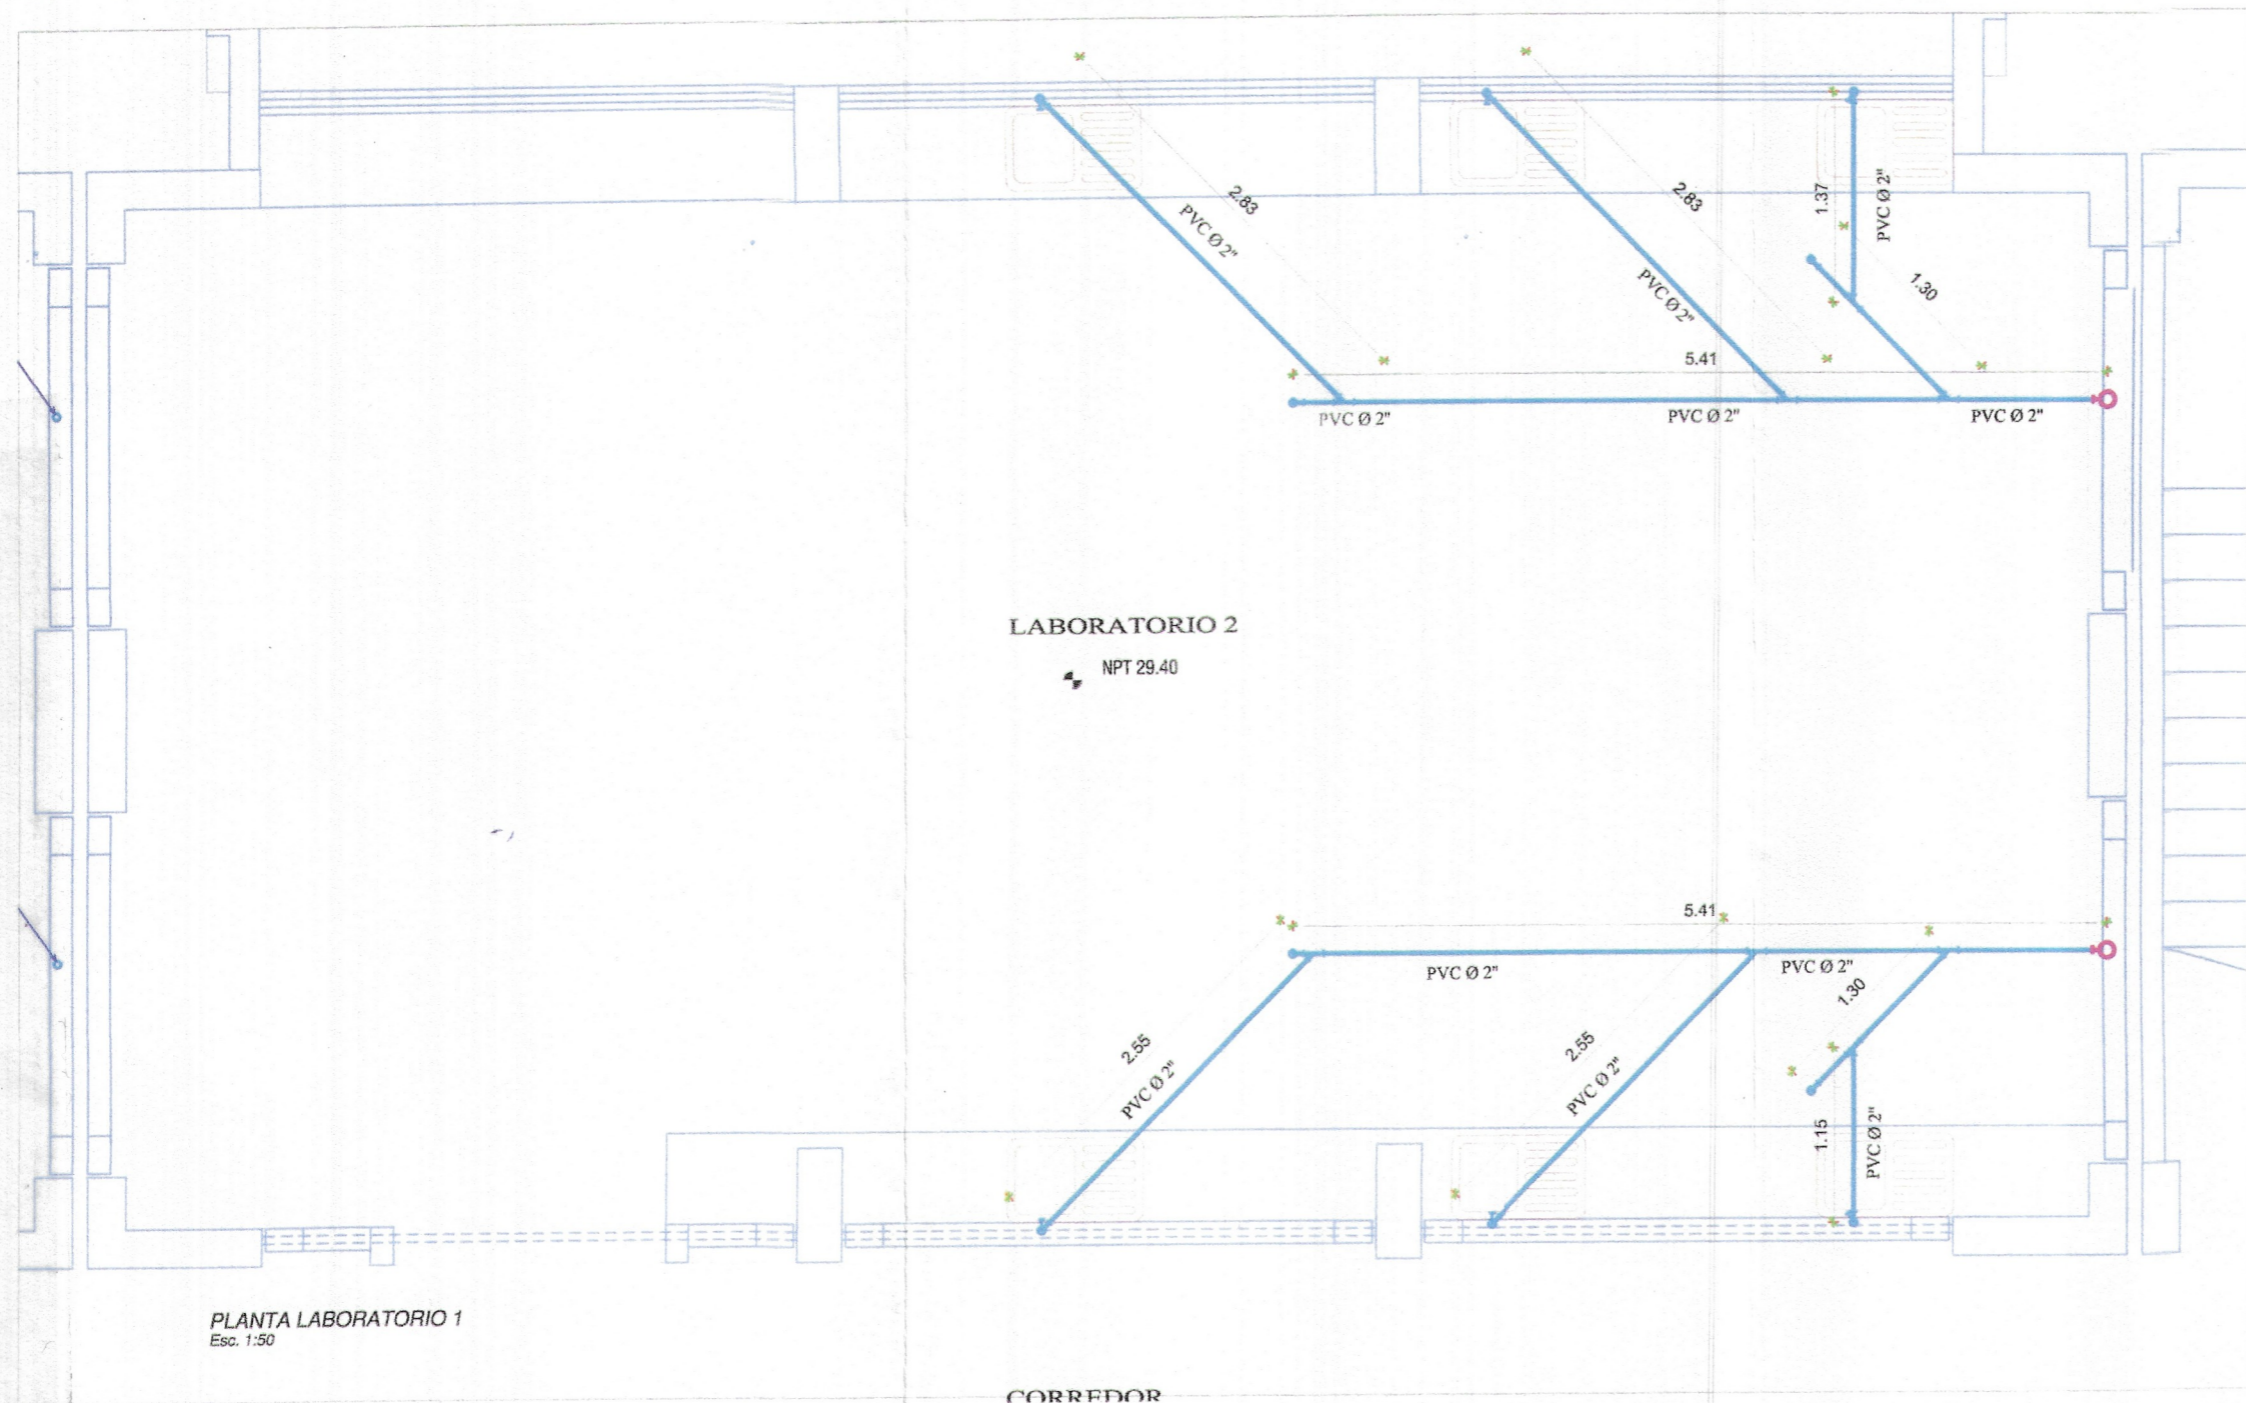 2.83
PVC Ø 2"
2.83
PVC Ø 2"
1.37
PVC Ø 2"
1.30
5.41
PVC Ø 2"
PVC Ø 2"
PVC Ø 2"
LABORATORIO 2
NPT 29.40
5.41
PVC Ø 2"
PVC Ø 2"
1.30
2.55
PVC Ø 2"
2.55
PVC Ø 2"
1.15
PVC Ø 2"
PLANTA LABORATORIO 1
Esc. 1:50
CORREDOR